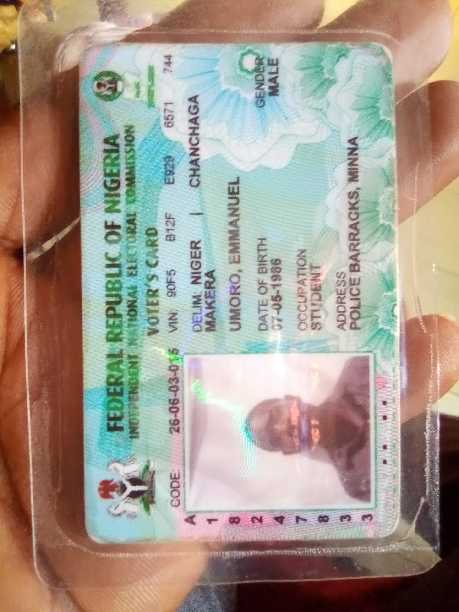 FEDERAL REPUBLIC OF NIGERIA
INDEPENDENT NATIONAL ELECTORAL COMMISSION
VOTER'S CARD
CODE: 26-06-03-015 VIN: 90F5 B12F E929 6571 744
DELIM: NIGER | CHANCHAGA
MAKERA
UMORO, EMMANUEL
DATE OF BIRTH
07-05-1986
GENDER
MALE
OCCUPATION
STUDENT
ADDRESS
POLICE BARRACKS, MINNA
A 1 8 2 4 7 8 3 3